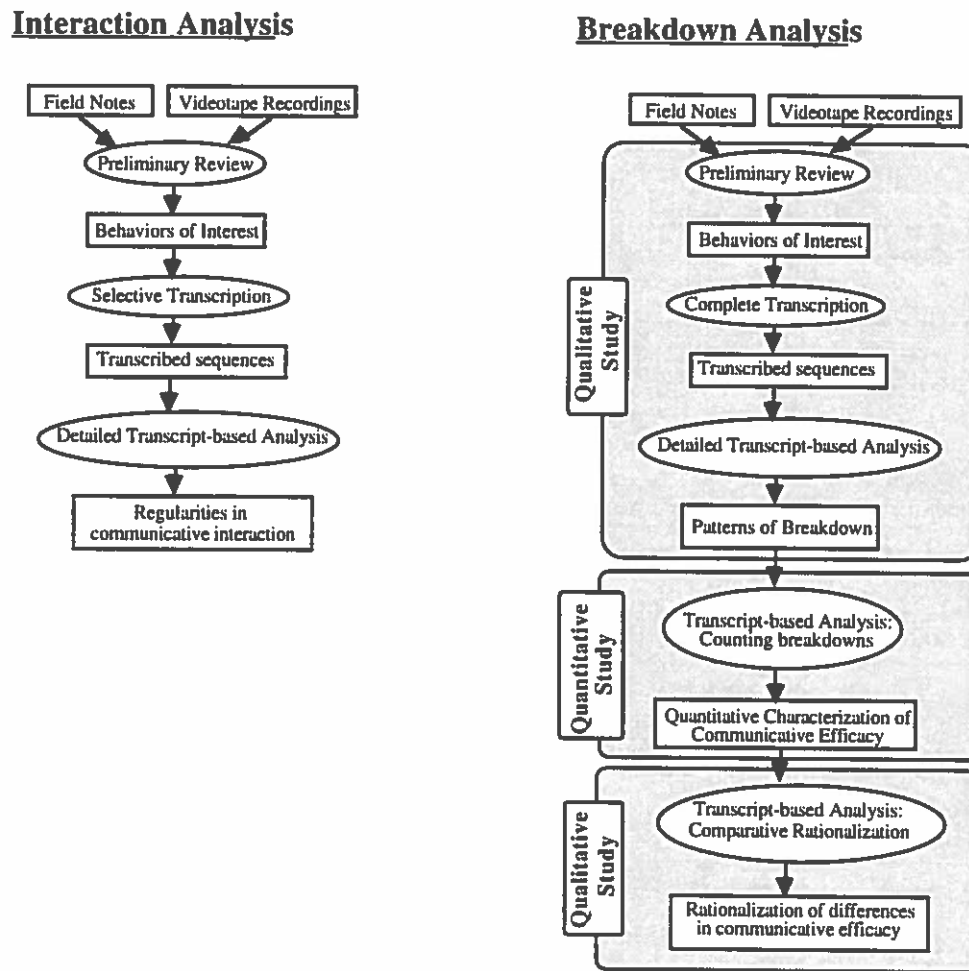 Interaction Analysis
Field Notes
Videotape Recordings
Preliminary Review
Behaviors of Interest
Selective Transcription
Transcribed sequences
Detailed Transcript-based Analysis
Regularities in
communicative interaction
Breakdown Analysis
Field Notes
Videotape Recordings
Qualitative
Study
Preliminary Review
Behaviors of Interest
Complete Transcription
Transcribed sequences
Detailed Transcript-based Analysis
Patterns of Breakdown
Quantitative
Study
Transcript-based Analysis:
Counting breakdowns
Quantitative Characterization of
Communicative Efficacy
Qualitative
Study
Transcript-based Analysis:
Comparative Rationalization
Rationalization of differences
in communicative efficacy